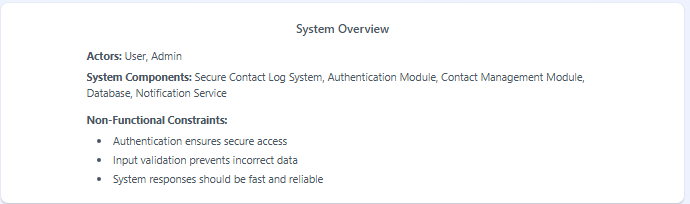 System Overview
Actors: User, Admin
System Components: Secure Contact Log System, Authentication Module, Contact Management Module,
Database, Notification Service
Non-Functional Constraints:
• Authentication ensures secure access
• Input validation prevents incorrect data
• System responses should be fast and reliable